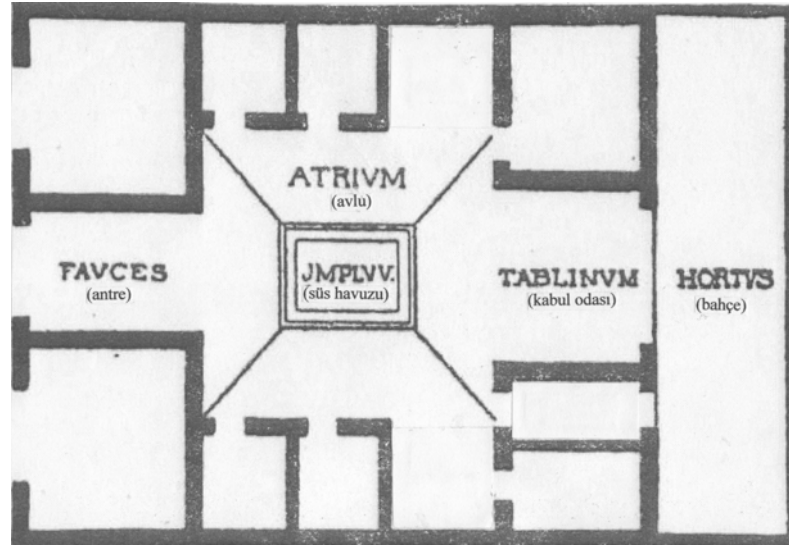 ATRIVM
(avlu)
FAVCES
(antre)
JMPLVV.
(süs havuzu)
TABLINVM
(kabul odası)
HORTVS
(bahçe)